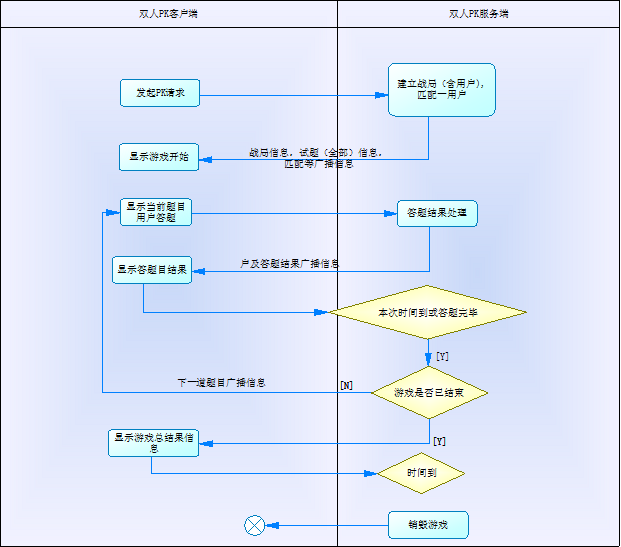 双人PK客户端
双人PK服务端
发起PK请求
建立战局（含用户），
匹配一用户
显示游戏开始
战局信息，试题（全部）信息，
匹配等广播信息
显示当前题目
用户答题
答题结果处理
户及答题结果广播信息
显示答题目结果
本次时间到或答题完毕
[Y]
下一道题目广播信息
[N]
游戏是否已结束
显示游戏总结果信
息
[Y]
时间到
销毁游戏